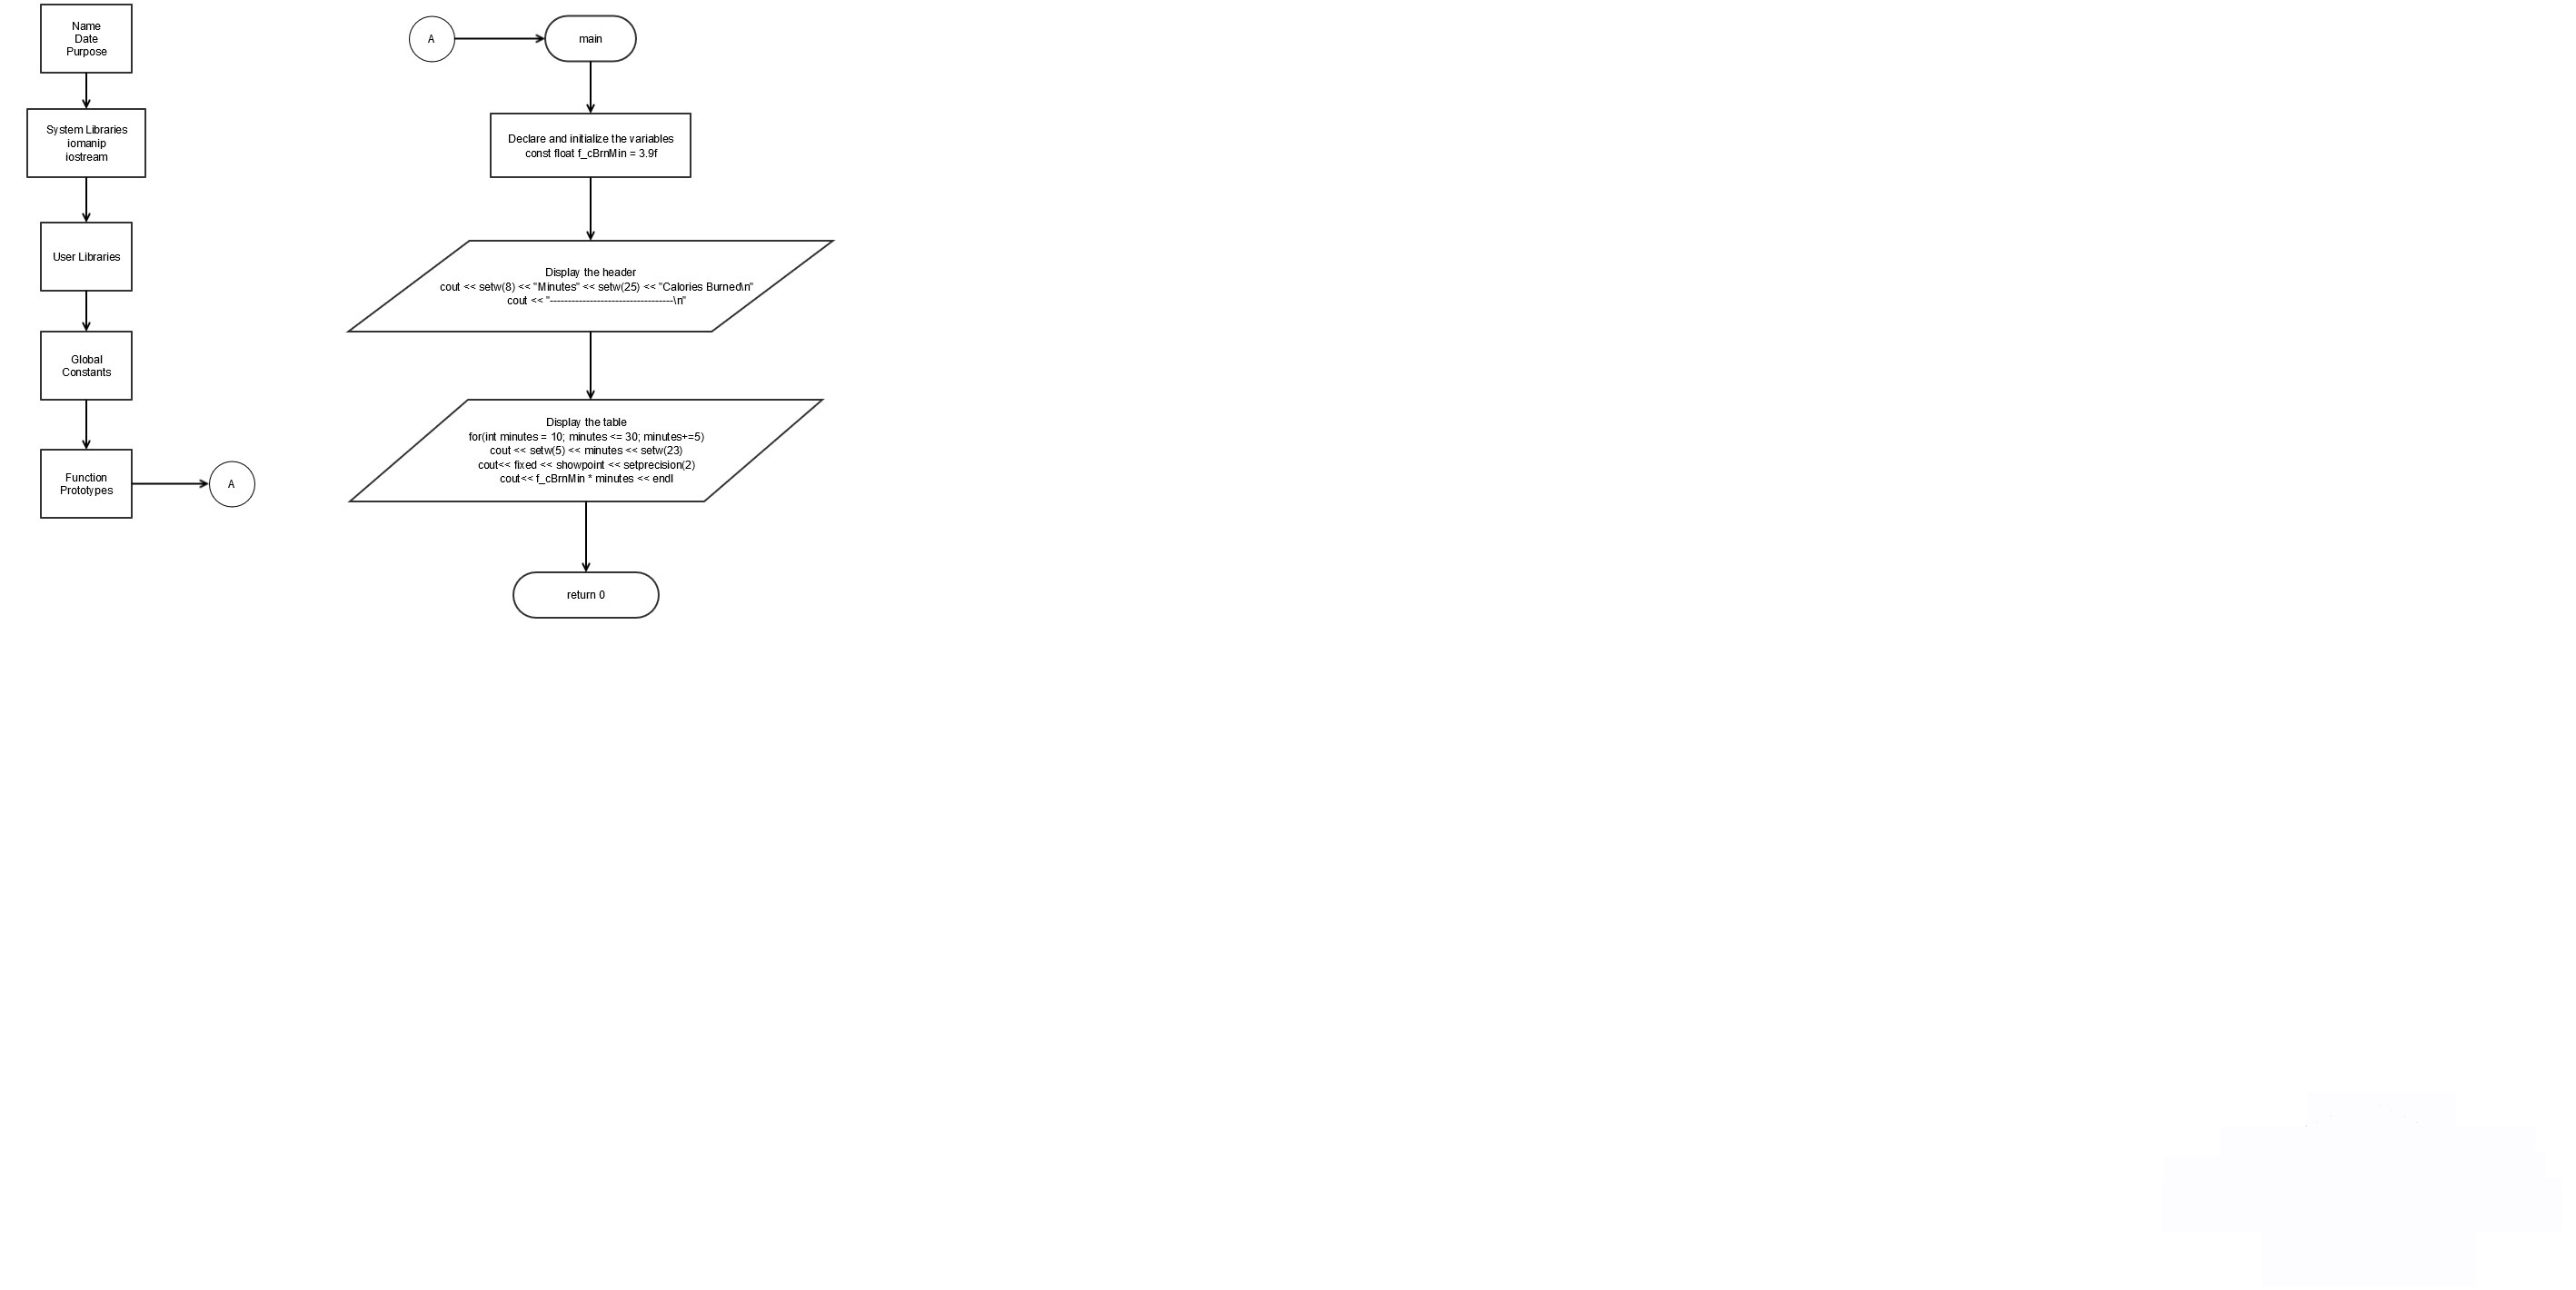 Name
Date
Purpose
System Libraries
iomanip
iostream
User Libraries
Global
Constants
Function
Prototypes
A
A
main
Declare and initialize the variables
const float f_cBrnMin = 3.9f
Display the header
cout << setw(8) << "Minutes" << setw(25) << "Calories Burned\n"
cout << "----------------------------------\n"
Display the table
for(int minutes = 10; minutes <= 30; minutes+=5)
cout << setw(5) << minutes << setw(23)
cout<< fixed << showpoint << setprecision(2)
cout<< f_cBrnMin * minutes << endl
return 0